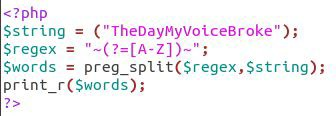 <?php
$string = ("TheDayMyVoiceBroke");
$regex = "~(?=[A-Z])~";
$words = preg_split($regex,$string);
print_r($words);
?>